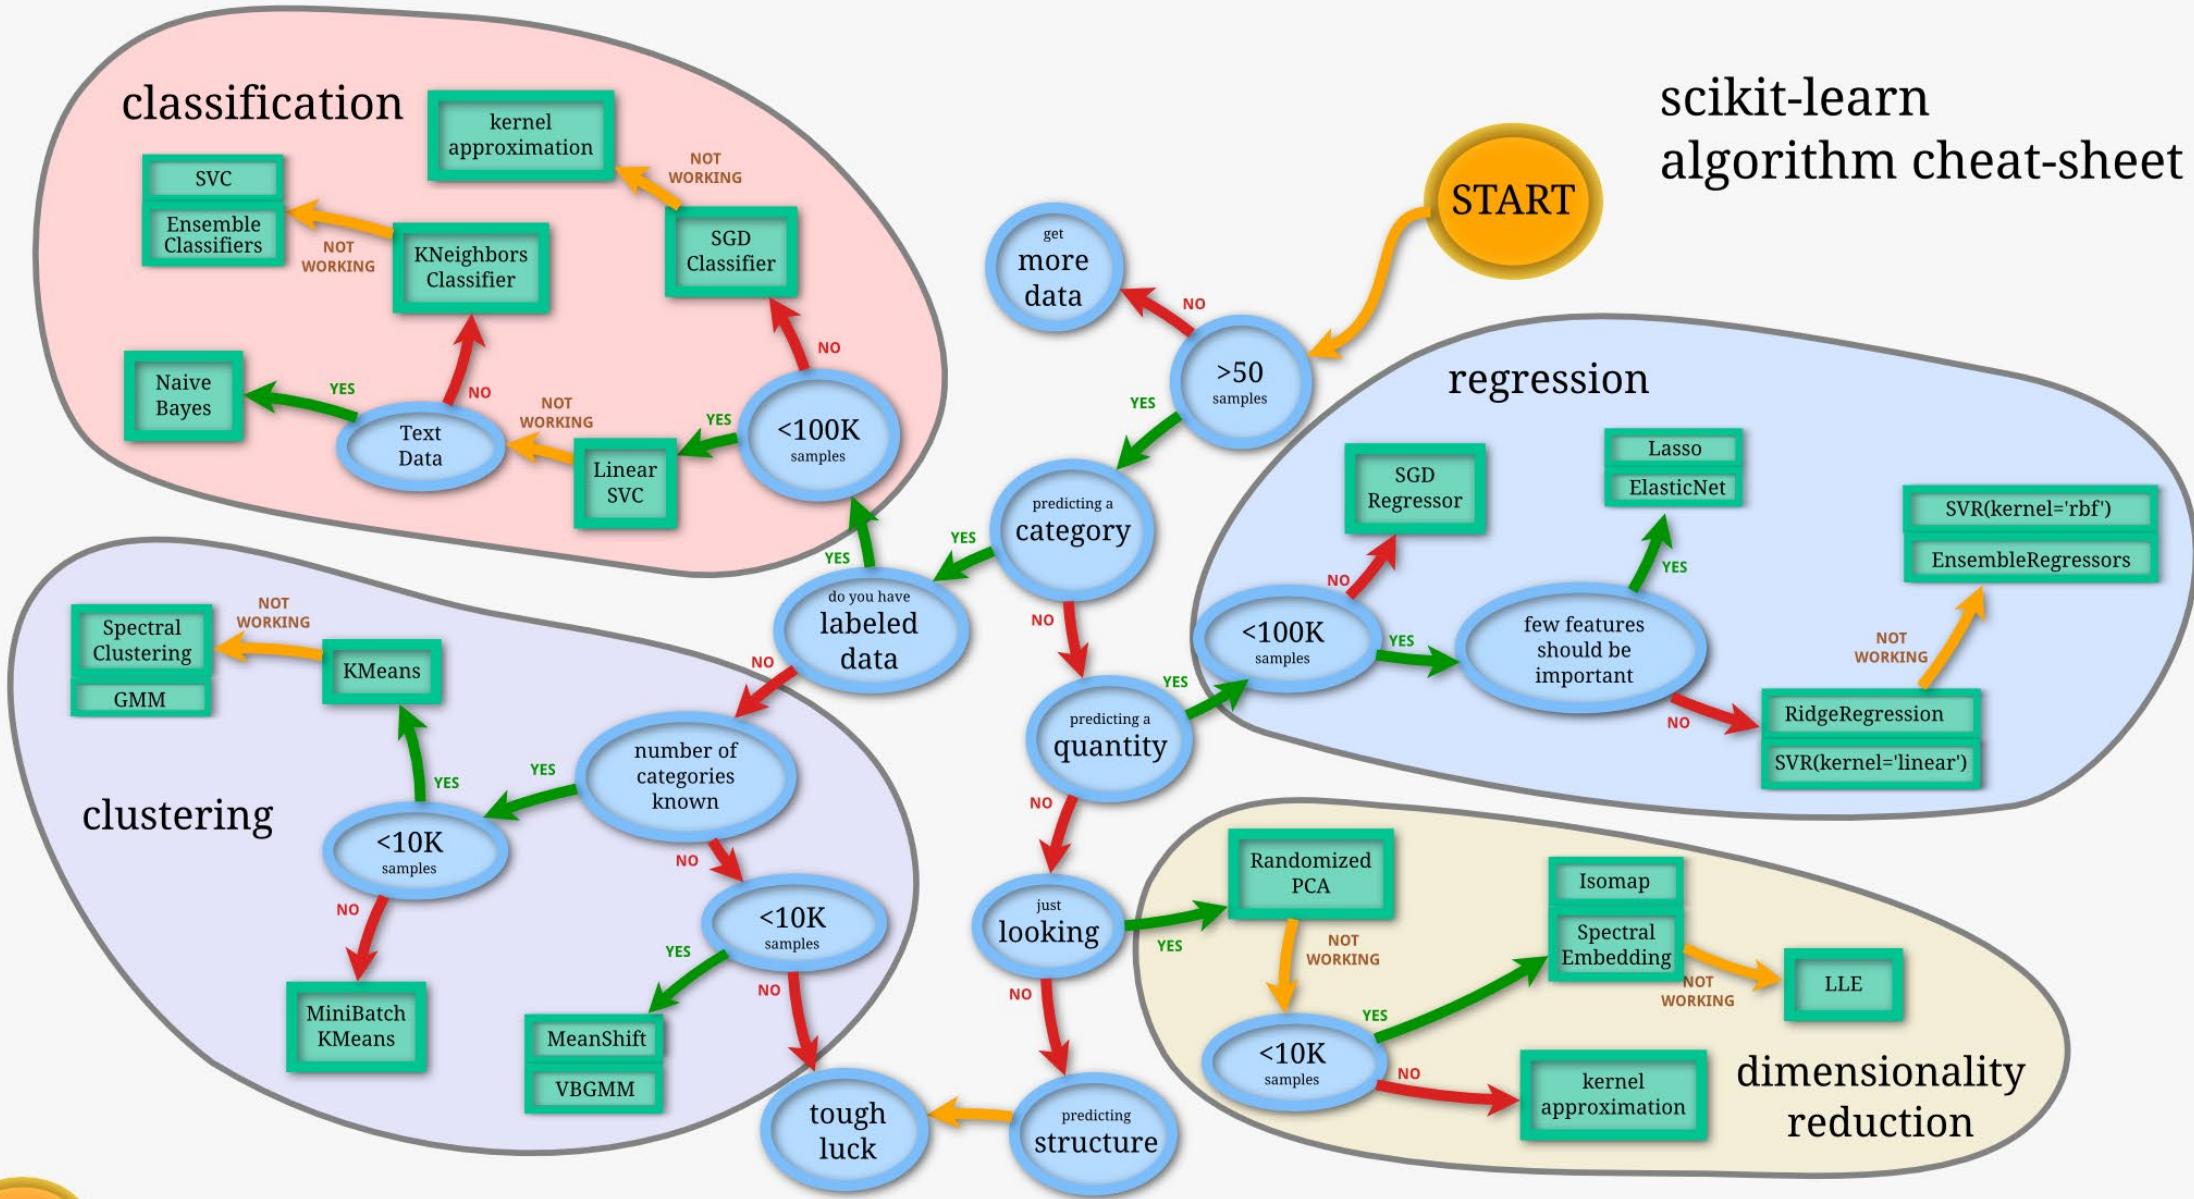 scikit-learn
algorithm cheat-sheet
START
classification
kernel
approximation
NOT
WORKING
SVC
Ensemble
Classifiers
NOT
WORKING
KNeighbors
Classifier
SGD
Classifier
NO
Naive
Bayes
YES
NO
Text
Data
NOT
WORKING
Linear
SVC
YES
<100K
samples
get
more
data
NO
>50
samples
YES
predicting a
category
YES
YES
do you have
labeled
data
NO
NO
predicting a
quantity
YES
NO
just
looking
YES
NO
predicting
structure
tough
luck
regression
SGD
Regressor
Lasso
ElasticNet
SVR(kernel='rbf')
EnsembleRegressors
NO
YES
<100K
samples
YES
few features
should be
important
NOT
WORKING
NO
RidgeRegression
SVR(kernel='linear')
clustering
Spectral
Clustering
GMM
NOT
WORKING
KMeans
number of
categories
known
YES
YES
<10K
samples
NO
NO
<10K
samples
YES
NO
MiniBatch
KMeans
MeanShift
VBGMM
Randomized
PCA
NOT
WORKING
Isomap
Spectral
Embedding
NOT
WORKING
LLE
YES
<10K
samples
NO
kernel
approximation
dimensionality
reduction